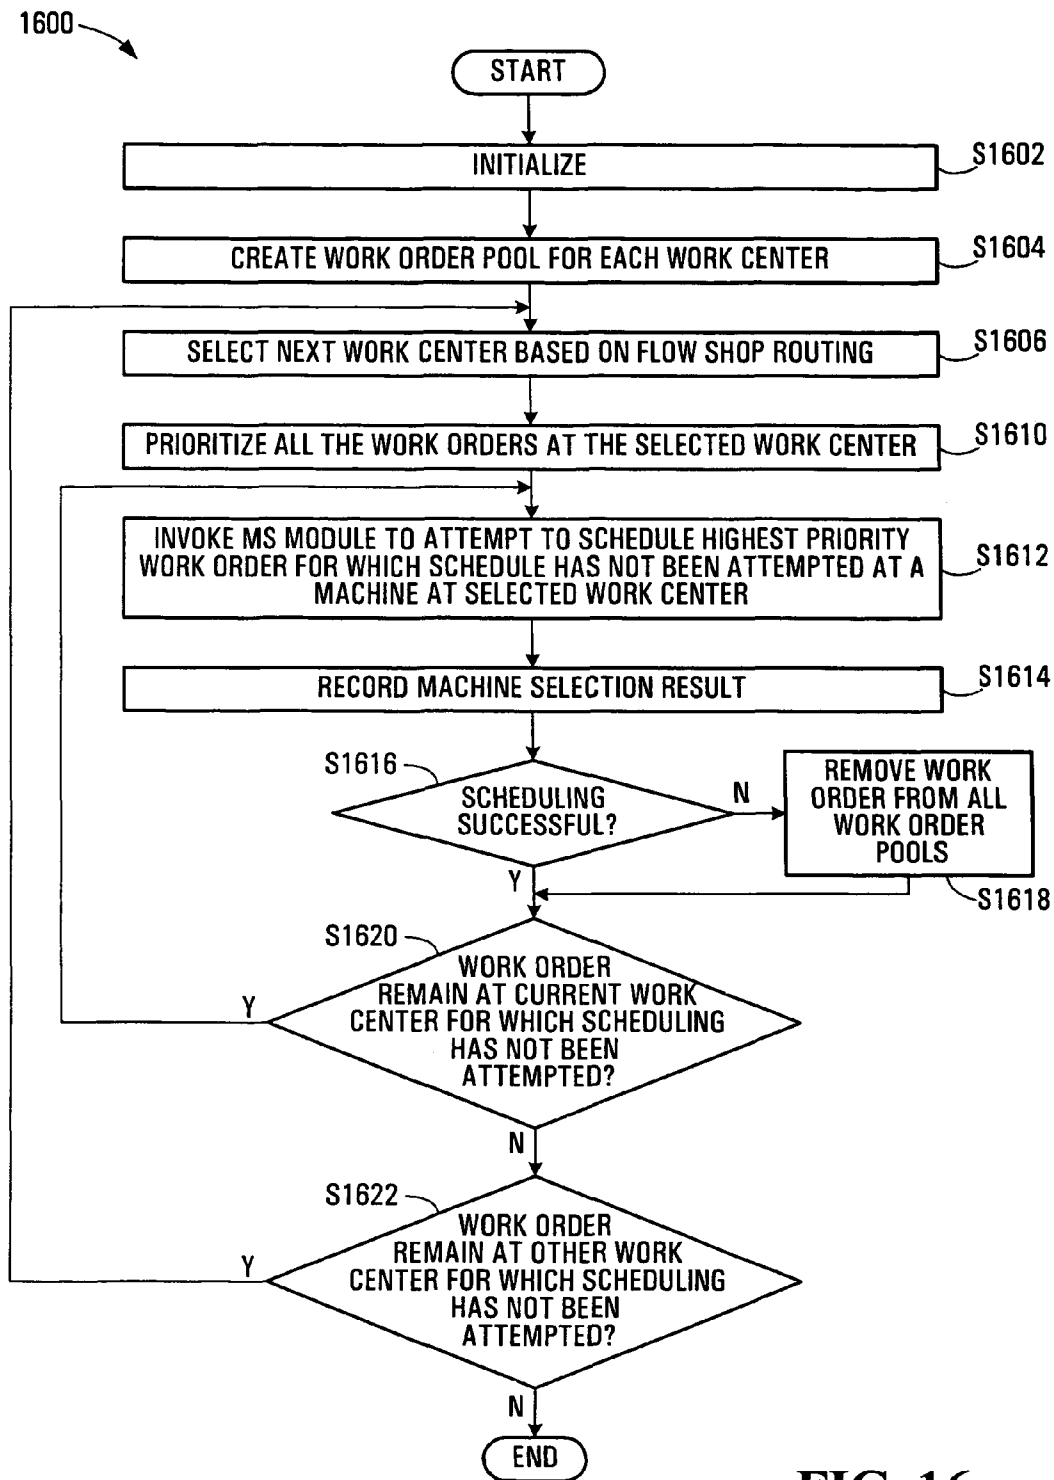 1600
START
INITIALIZE
S1602
CREATE WORK ORDER POOL FOR EACH WORK CENTER
S1604
SELECT NEXT WORK CENTER BASED ON FLOW SHOP ROUTING
S1606
PRIORITIZE ALL THE WORK ORDERS AT THE SELECTED WORK CENTER
S1610
INVOKE MS MODULE TO ATTEMPT TO SCHEDULE HIGHEST PRIORITY
WORK ORDER FOR WHICH SCHEDULE HAS NOT BEEN ATTEMPTED AT A
MACHINE AT SELECTED WORK CENTER
S1612
RECORD MACHINE SELECTION RESULT
S1614
S1616
SCHEDULING
SUCCESSFUL?
N
REMOVE WORK
ORDER FROM ALL
WORK ORDER
POOLS
S1618
Y
S1620
WORK ORDER
REMAIN AT CURRENT WORK
CENTER FOR WHICH SCHEDULING
HAS NOT BEEN
ATTEMPTED?
Y
N
S1622
WORK ORDER
REMAIN AT OTHER WORK
CENTER FOR WHICH SCHEDULING
HAS NOT BEEN
ATTEMPTED?
Y
N
END
FIG. 16